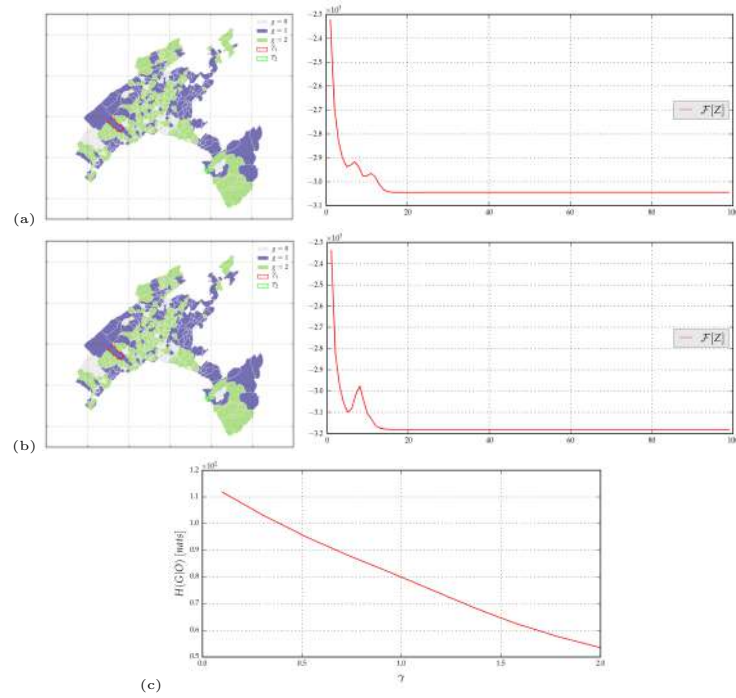 g = 0
g = 1
g = 2
(a)
×10³
−2.3
−2.4
−2.5
−2.6
−2.7
−2.8
−2.9
−3.0
−3.1
0 20 40 60 80 100
F[Z]
g = 0
g = 1
g = 2
(b)
−2.3
−2.4
−2.5
−2.6
−2.7
−2.8
−2.9
−3.0
−3.1
−3.2
0 20 40 60 80 100
F[Z]
1.2
1.1
1.0
0.9
0.8
0.7
0.6
0.5
H(G|O) [nats]
0.0 0.5 1.0 1.5 2.0
γ
(c)